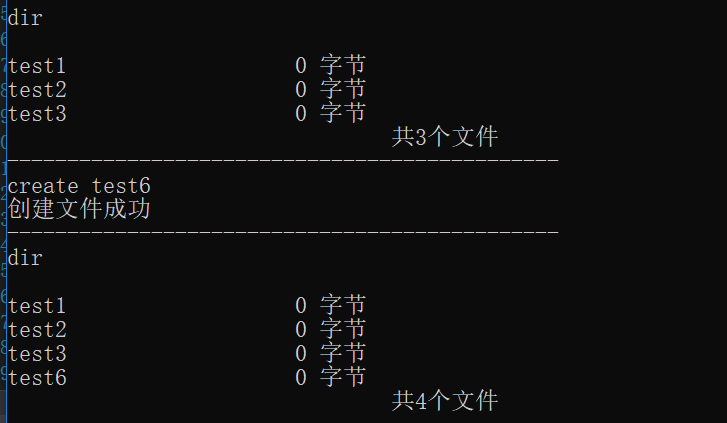 dir
test1 0 字节
test2 0 字节
test3 0 字节
共3个文件
----------------------------------------------
create test6
创建文件成功
----------------------------------------------
dir
test1 0 字节
test2 0 字节
test3 0 字节
test6 0 字节
共4个文件